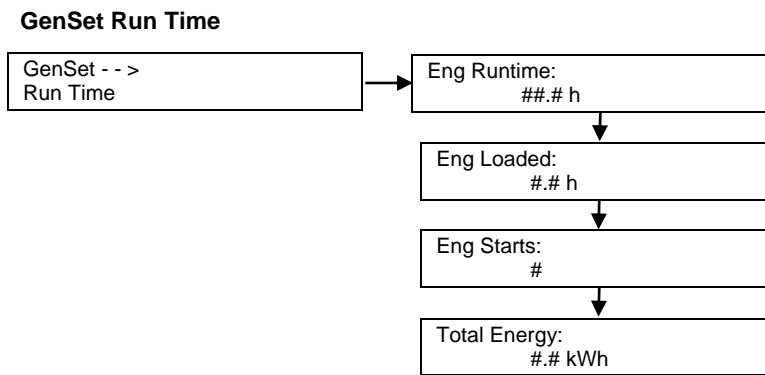 GenSet Run Time
GenSet - - >
Run Time
Eng Runtime:
##.# h
Eng Loaded:
#.# h
Eng Starts:
#
Total Energy:
#.# kWh